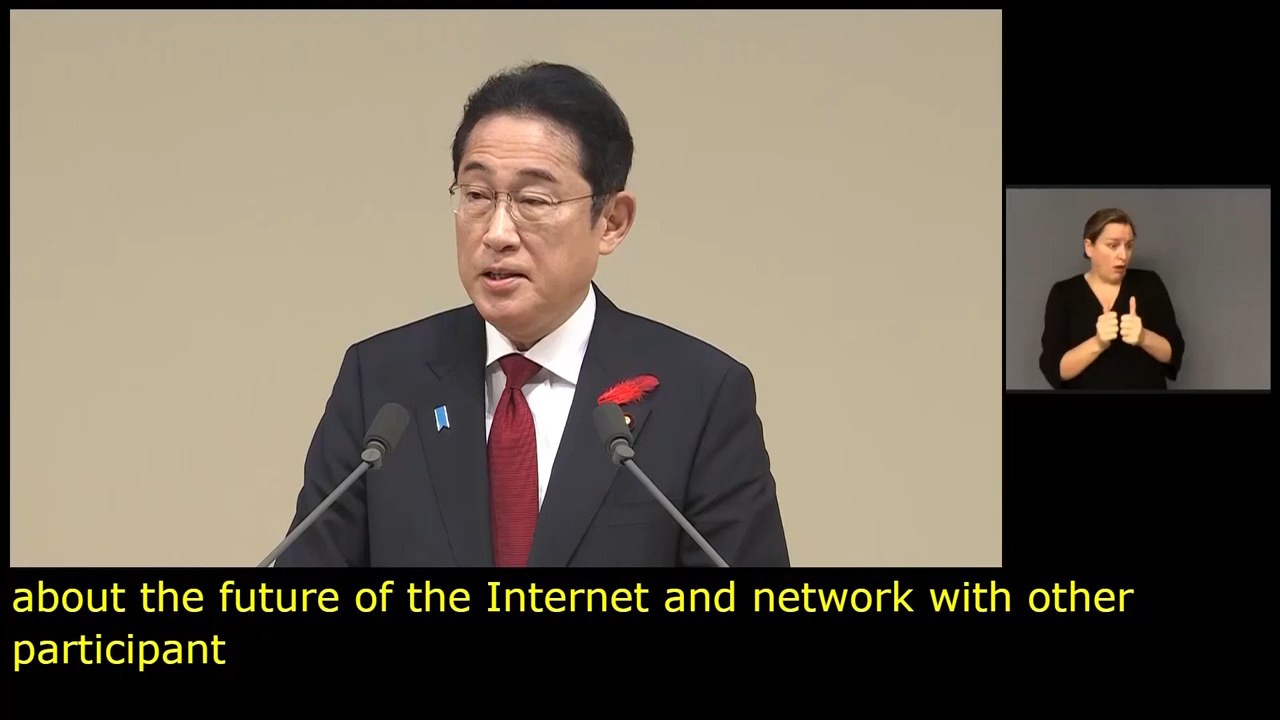 about the future of the Internet and network with other
participant